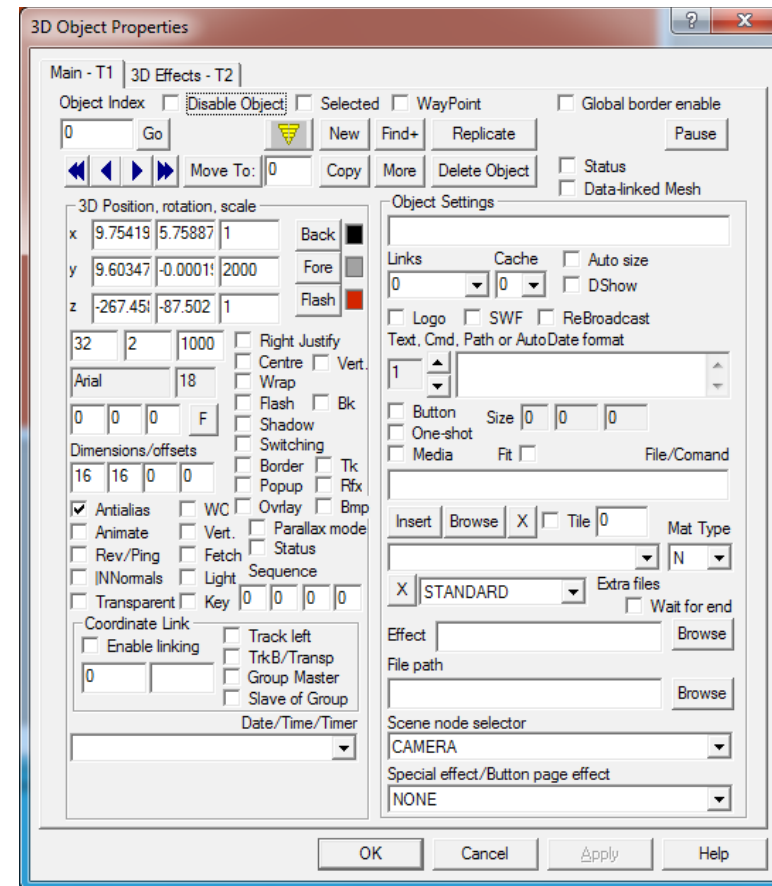 3D Object Properties
Main - T1 3D Effects - T2
Object Index Disable Object Selected WayPoint Global border enable
0 Go New Find+ Replicate Pause
Move To: 0 Copy More Delete Object Status
Data-linked Mesh
3D Position, rotation, scale
x 9.75419 5.75887 1 Back
y 9.60347 -0.0001 2000 Fore
z -267.45 -87.502 1 Flash
32 2 1000 Right Justify
Centre Vert.
Arial 18 Wrap
Flash Bk
0 0 0 F Shadow
Switching
Dimensions/offsets
Border Tk
16 16 0 0 Popup Rfx
Antialias WC Ovrlay Bmp
Animate Vert. Parallax mode
Rev/Ping Fetch Status
|NNormals Light Sequence
Transparent Key 0 0 0 0
Coordinate Link
Enable linking Track left
TrkB/Transp
0 Group Master
Slave of Group
Date/Time/Timer
Object Settings
Links Cache Auto size
0 0 DShow
Logo SWF ReBroadcast
Text, Cmd, Path or AutoDate format
1
Button Size 0 0 0
One-shot
Media Fit File/Comand
Insert Browse X Tile 0 Mat Type
N
X STANDARD Extra files
Wait for end
Effect Browse
File path
Browse
Scene node selector
CAMERA
Special effect/Button page effect
NONE
OK Cancel Apply Help